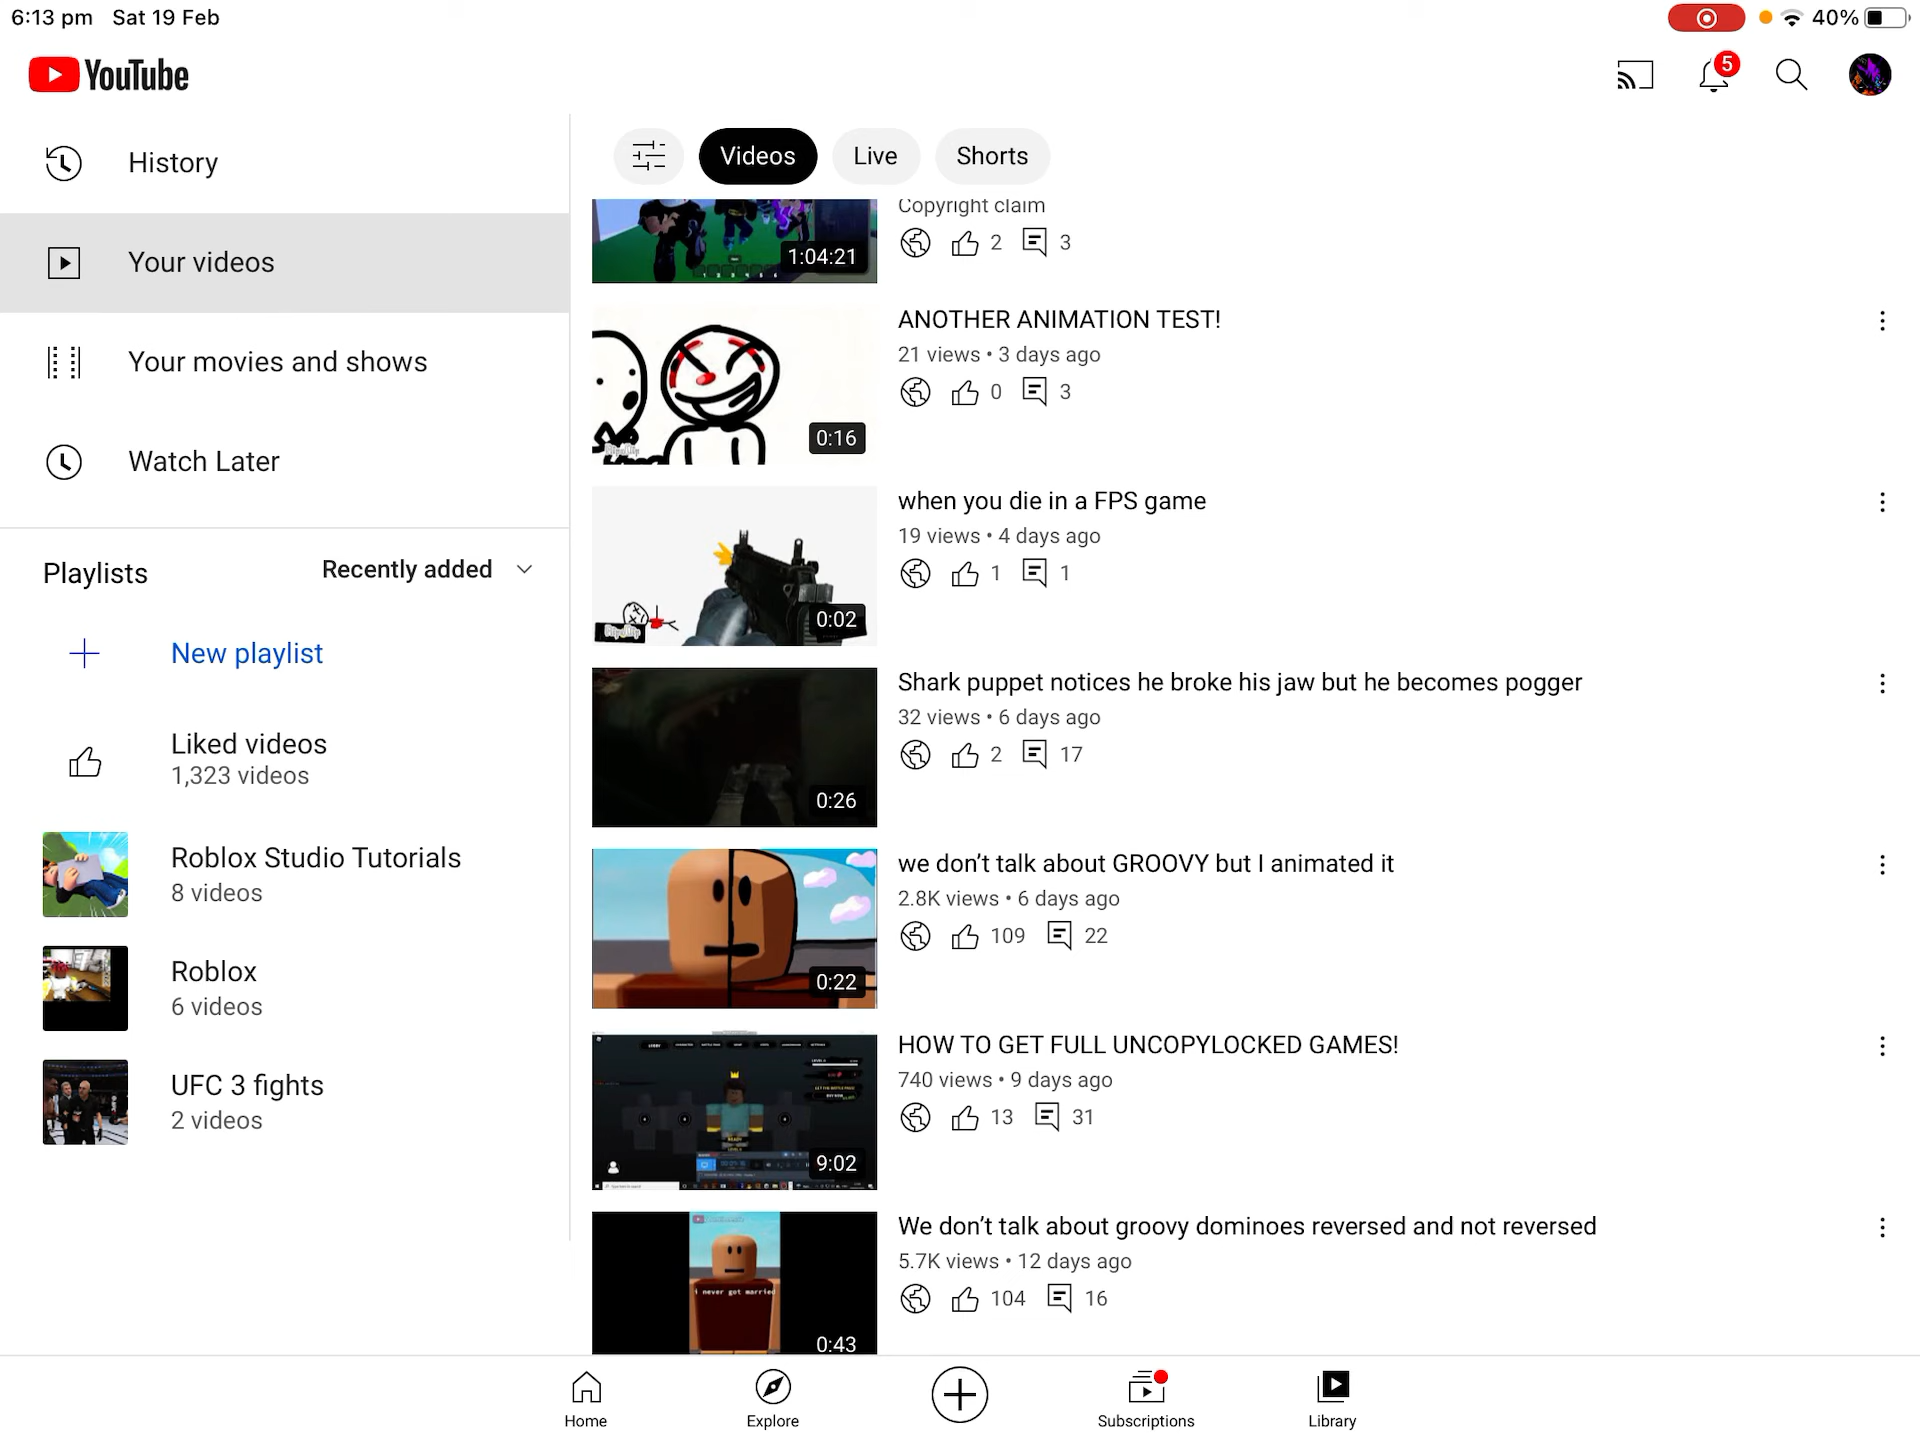 6:13 pm Sat 19 Feb
40%
YouTube
5
History
Your videos
Your movies and shows
Watch Later
Playlists
Recently added
New playlist
Liked videos
1,323 videos
Roblox Studio Tutorials
8 videos
Roblox
6 videos
UFC 3 fights
2 videos
Videos
Live
Shorts
1:04:21
Copyright claim
2 3
0:16
ANOTHER ANIMATION TEST!
21 views • 3 days ago
0 3
0:02
when you die in a FPS game
19 views • 4 days ago
1 1
0:26
Shark puppet notices he broke his jaw but he becomes pogger
32 views • 6 days ago
2 17
0:22
we don’t talk about GROOVY but I animated it
2.8K views • 6 days ago
109 22
9:02
HOW TO GET FULL UNCOPYLOCKED GAMES!
740 views • 9 days ago
13 31
i never got married
0:43
We don’t talk about groovy dominoes reversed and not reversed
5.7K views • 12 days ago
104 16
Home
Explore
Subscriptions
Library